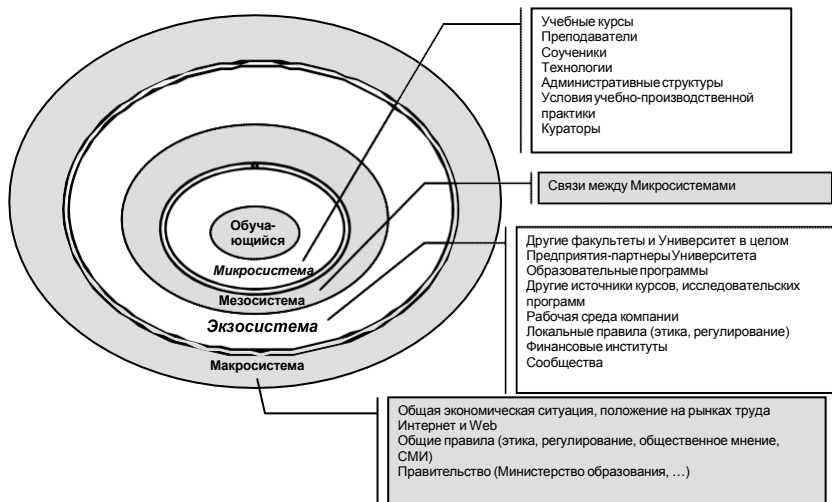 Учебные курсы
Преподаватели
Соученики
Технологии
Административные структуры
Условия учебно-производственной
практики
Кураторы
Связи между Микросистемами
Обуча-
ющийся
Микросистема
Мезосистема
Экзосистема
Макросистема
Другие факультеты и Университет в целом
Предприятия-партнеры Университета
Образовательные программы
Другие источники курсов, исследовательских
программ
Рабочая среда компании
Локальные правила (этика, регулирование)
Финансовые институты
Сообщества
Общая экономическая ситуация, положение на рынках труда
Интернет и Web
Общие правила (этика, регулирование, общественное мнение,
СМИ)
Правительство (Министерство образования, …)